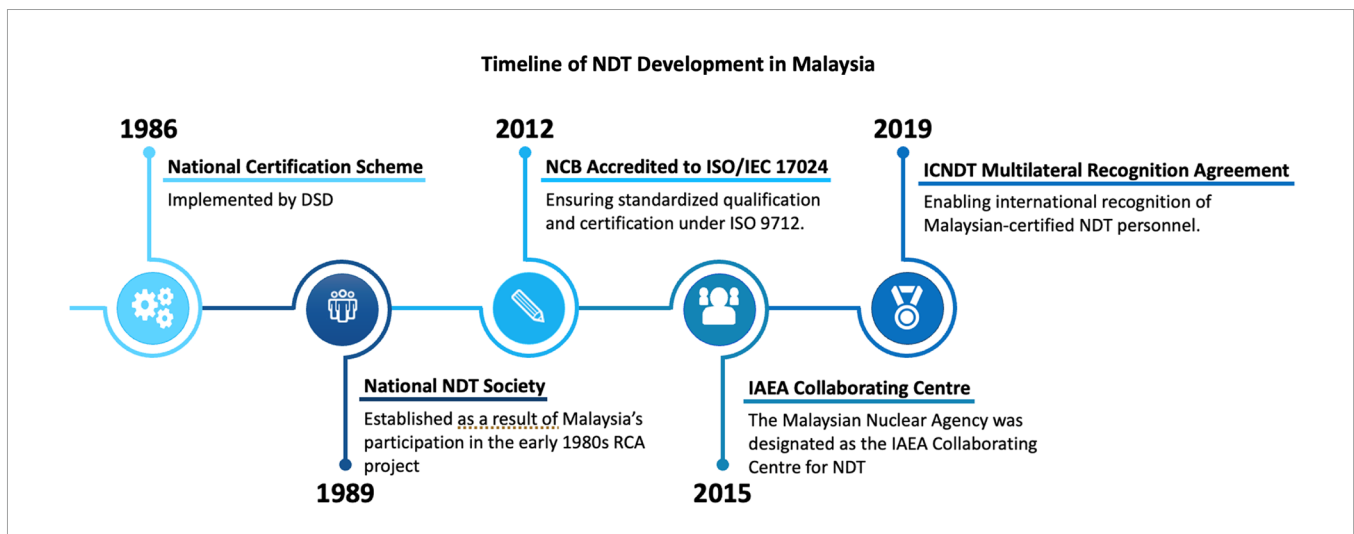 Timeline of NDT Development in Malaysia
1986
National Certification Scheme
Implemented by DSD
1989
National NDT Society
Established as a result of Malaysia's
participation in the early 1980s RCA
project
2012
NCB Accredited to ISO/IEC 17024
Ensuring standardized qualification
and certification under ISO 9712.
2015
IAEA Collaborating Centre
The Malaysian Nuclear Agency was
designated as the IAEA Collaborating
Centre for NDT
2019
ICNDT Multilateral Recognition Agreement
Enabling international recognition of
Malaysian-certified NDT personnel.